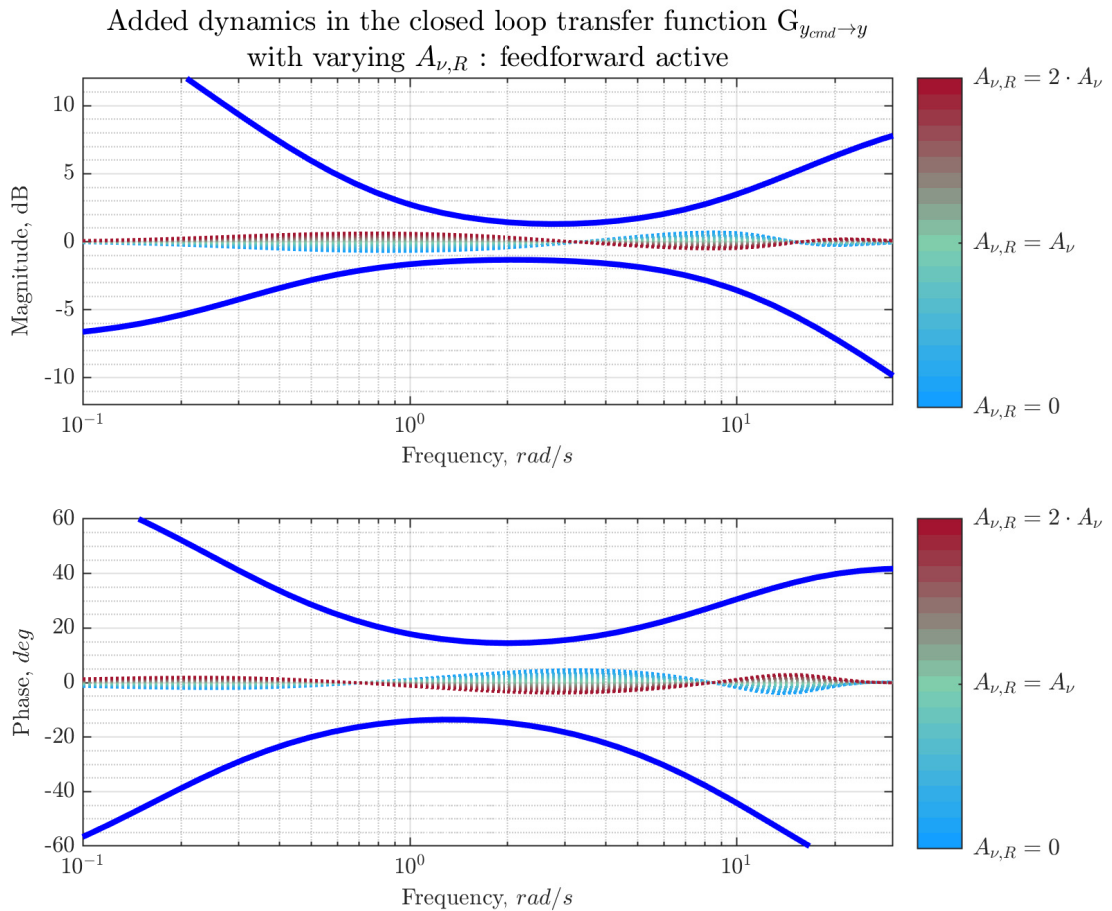 Added dynamics in the closed loop transfer function G_{y_{cmd}→y}
with varying A_{ν,R} : feedforward active
10
5
0
-5
-10
Magnitude, dB
10^{-1}
10^{0}
10^{1}
Frequency, rad/s
A_{ν,R} = 2 · A_ν
A_{ν,R} = A_ν
A_{ν,R} = 0
60
40
20
0
-20
-40
-60
Phase, deg
10^{-1}
10^{0}
10^{1}
Frequency, rad/s
A_{ν,R} = 2 · A_ν
A_{ν,R} = A_ν
A_{ν,R} = 0